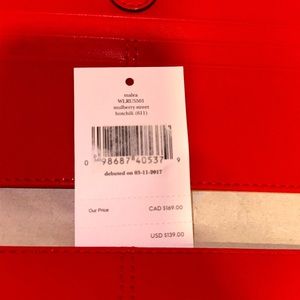 malea
WLRU5501
mulberry street
hotchili (611)
0 98687 40537 9
debuted on 05-11-2017
Our Price
CAD $169.00
USD $139.00